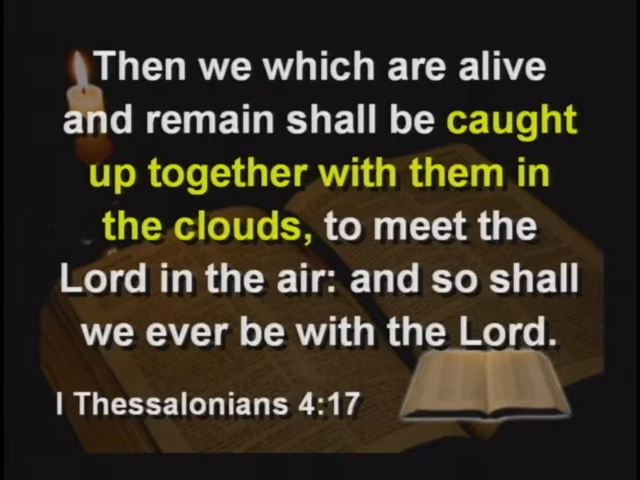 Then we which are alive
and remain shall be caught
up together with them in
the clouds, to meet the
Lord in the air: and so shall
we ever be with the Lord.
I Thessalonians 4:17